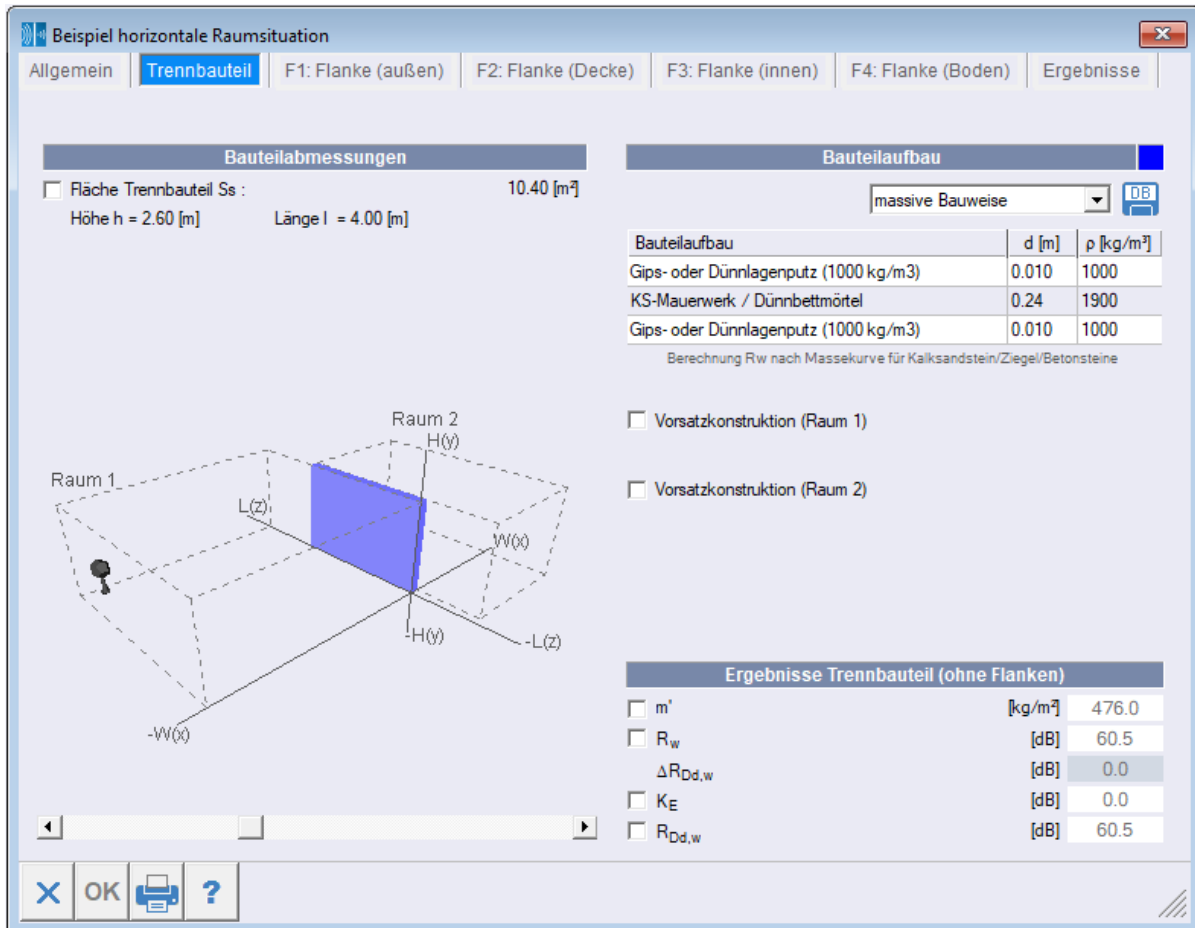 Beispiel horizontale Raumsituation
Allgemein Trennbauteil F1: Flanke (außen) F2: Flanke (Decke) F3: Flanke (innen) F4: Flanke (Boden) Ergebnisse
Bauteilabmessungen
Fläche Trennbauteil Ss : 10.40 [m²]
Höhe h = 2.60 [m] Länge l = 4.00 [m]
Raum 2
H(y)
Raum 1
L(z)
W(x)
-H(y)
-L(z)
-W(x)
Bauteilaufbau
massive Bauweise DB
Bauteilaufbau d [m] ρ [kg/m³]
Gips- oder Dünnlagenputz (1000 kg/m3) 0.010 1000
KS-Mauerwerk / Dünnbettmörtel 0.24 1900
Gips- oder Dünnlagenputz (1000 kg/m3) 0.010 1000
Berechnung Rw nach Massekurve für Kalksandstein/Ziegel/Betonsteine
Vorsatzkonstruktion (Raum 1)
Vorsatzkonstruktion (Raum 2)
Ergebnisse Trennbauteil (ohne Flanken)
m' [kg/m²] 476.0
Rw [dB] 60.5
ΔRDd,w [dB] 0.0
KE [dB] 0.0
RDd,w [dB] 60.5
OK ?